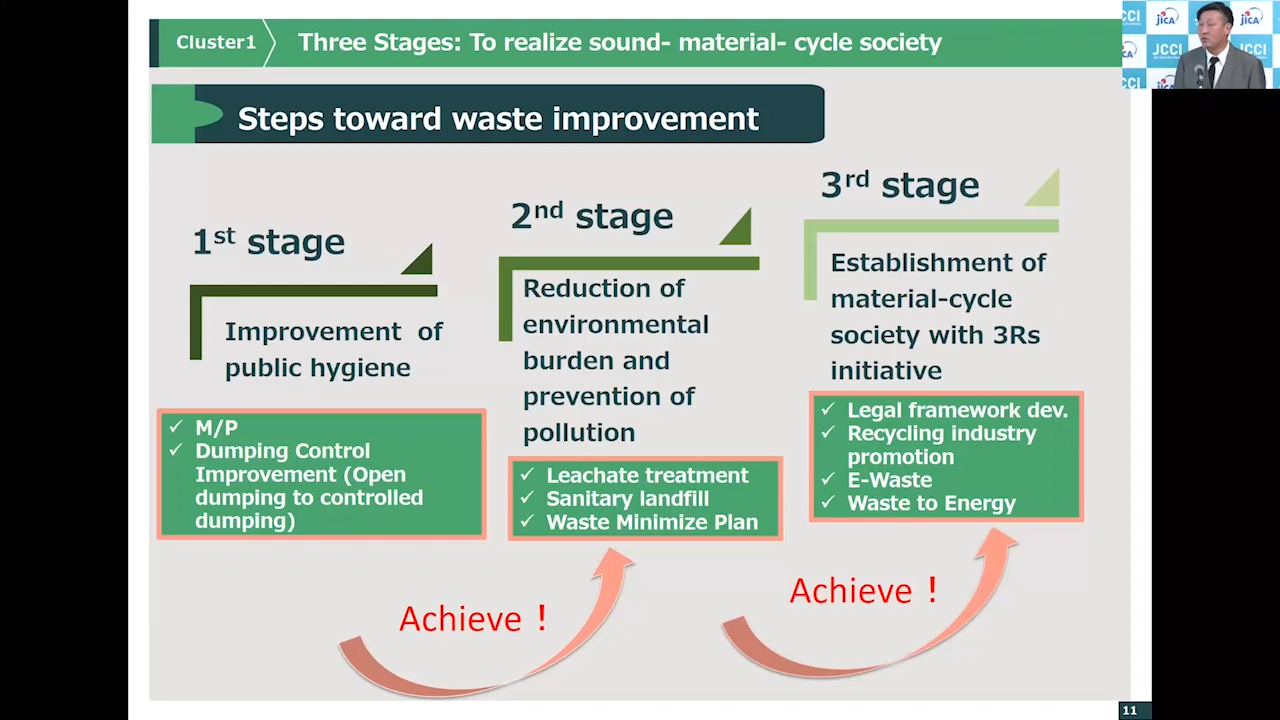 Cluster1
Three Stages: To realize sound- material- cycle society
Steps toward waste improvement
1st stage
Improvement of
public hygiene
✓ M/P
✓ Dumping Control
Improvement (Open
dumping to controlled
dumping)
2nd stage
Reduction of
environmental
burden and
prevention of
pollution
✓ Leachate treatment
✓ Sanitary landfill
✓ Waste Minimize Plan
3rd stage
Establishment of
material-cycle
society with 3Rs
initiative
✓ Legal framework dev.
✓ Recycling industry
promotion
✓ E-Waste
✓ Waste to Energy
Achieve！
Achieve！
11
JICA
JICA
JCCI
JCCI